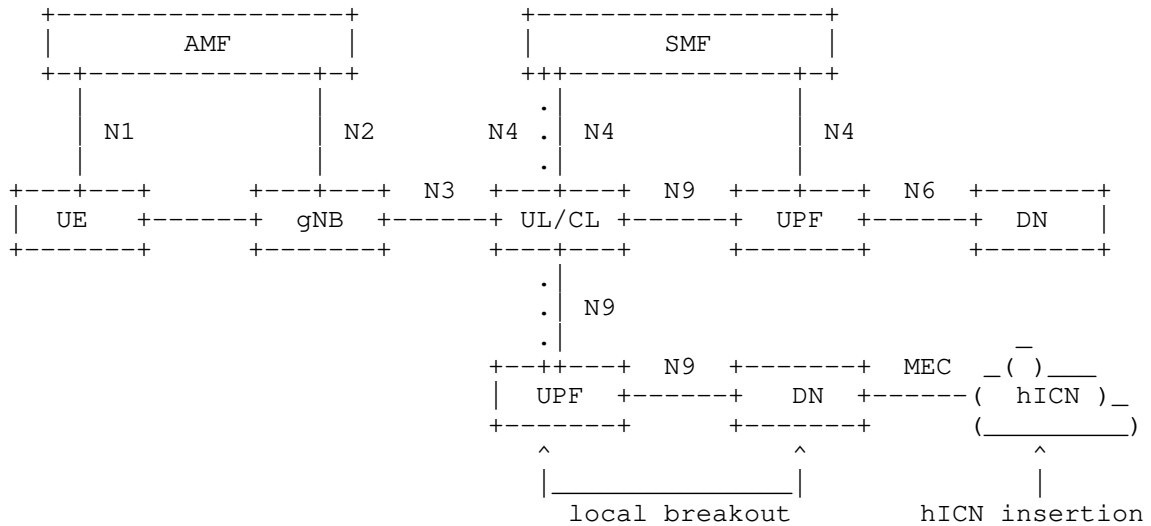 AMF SMF
N1 N2 N4 N4 N4
N3 N9 N6
UE gNB UL/CL UPF DN
N9
N9 MEC
UPF DN hICN
local breakout hICN insertion